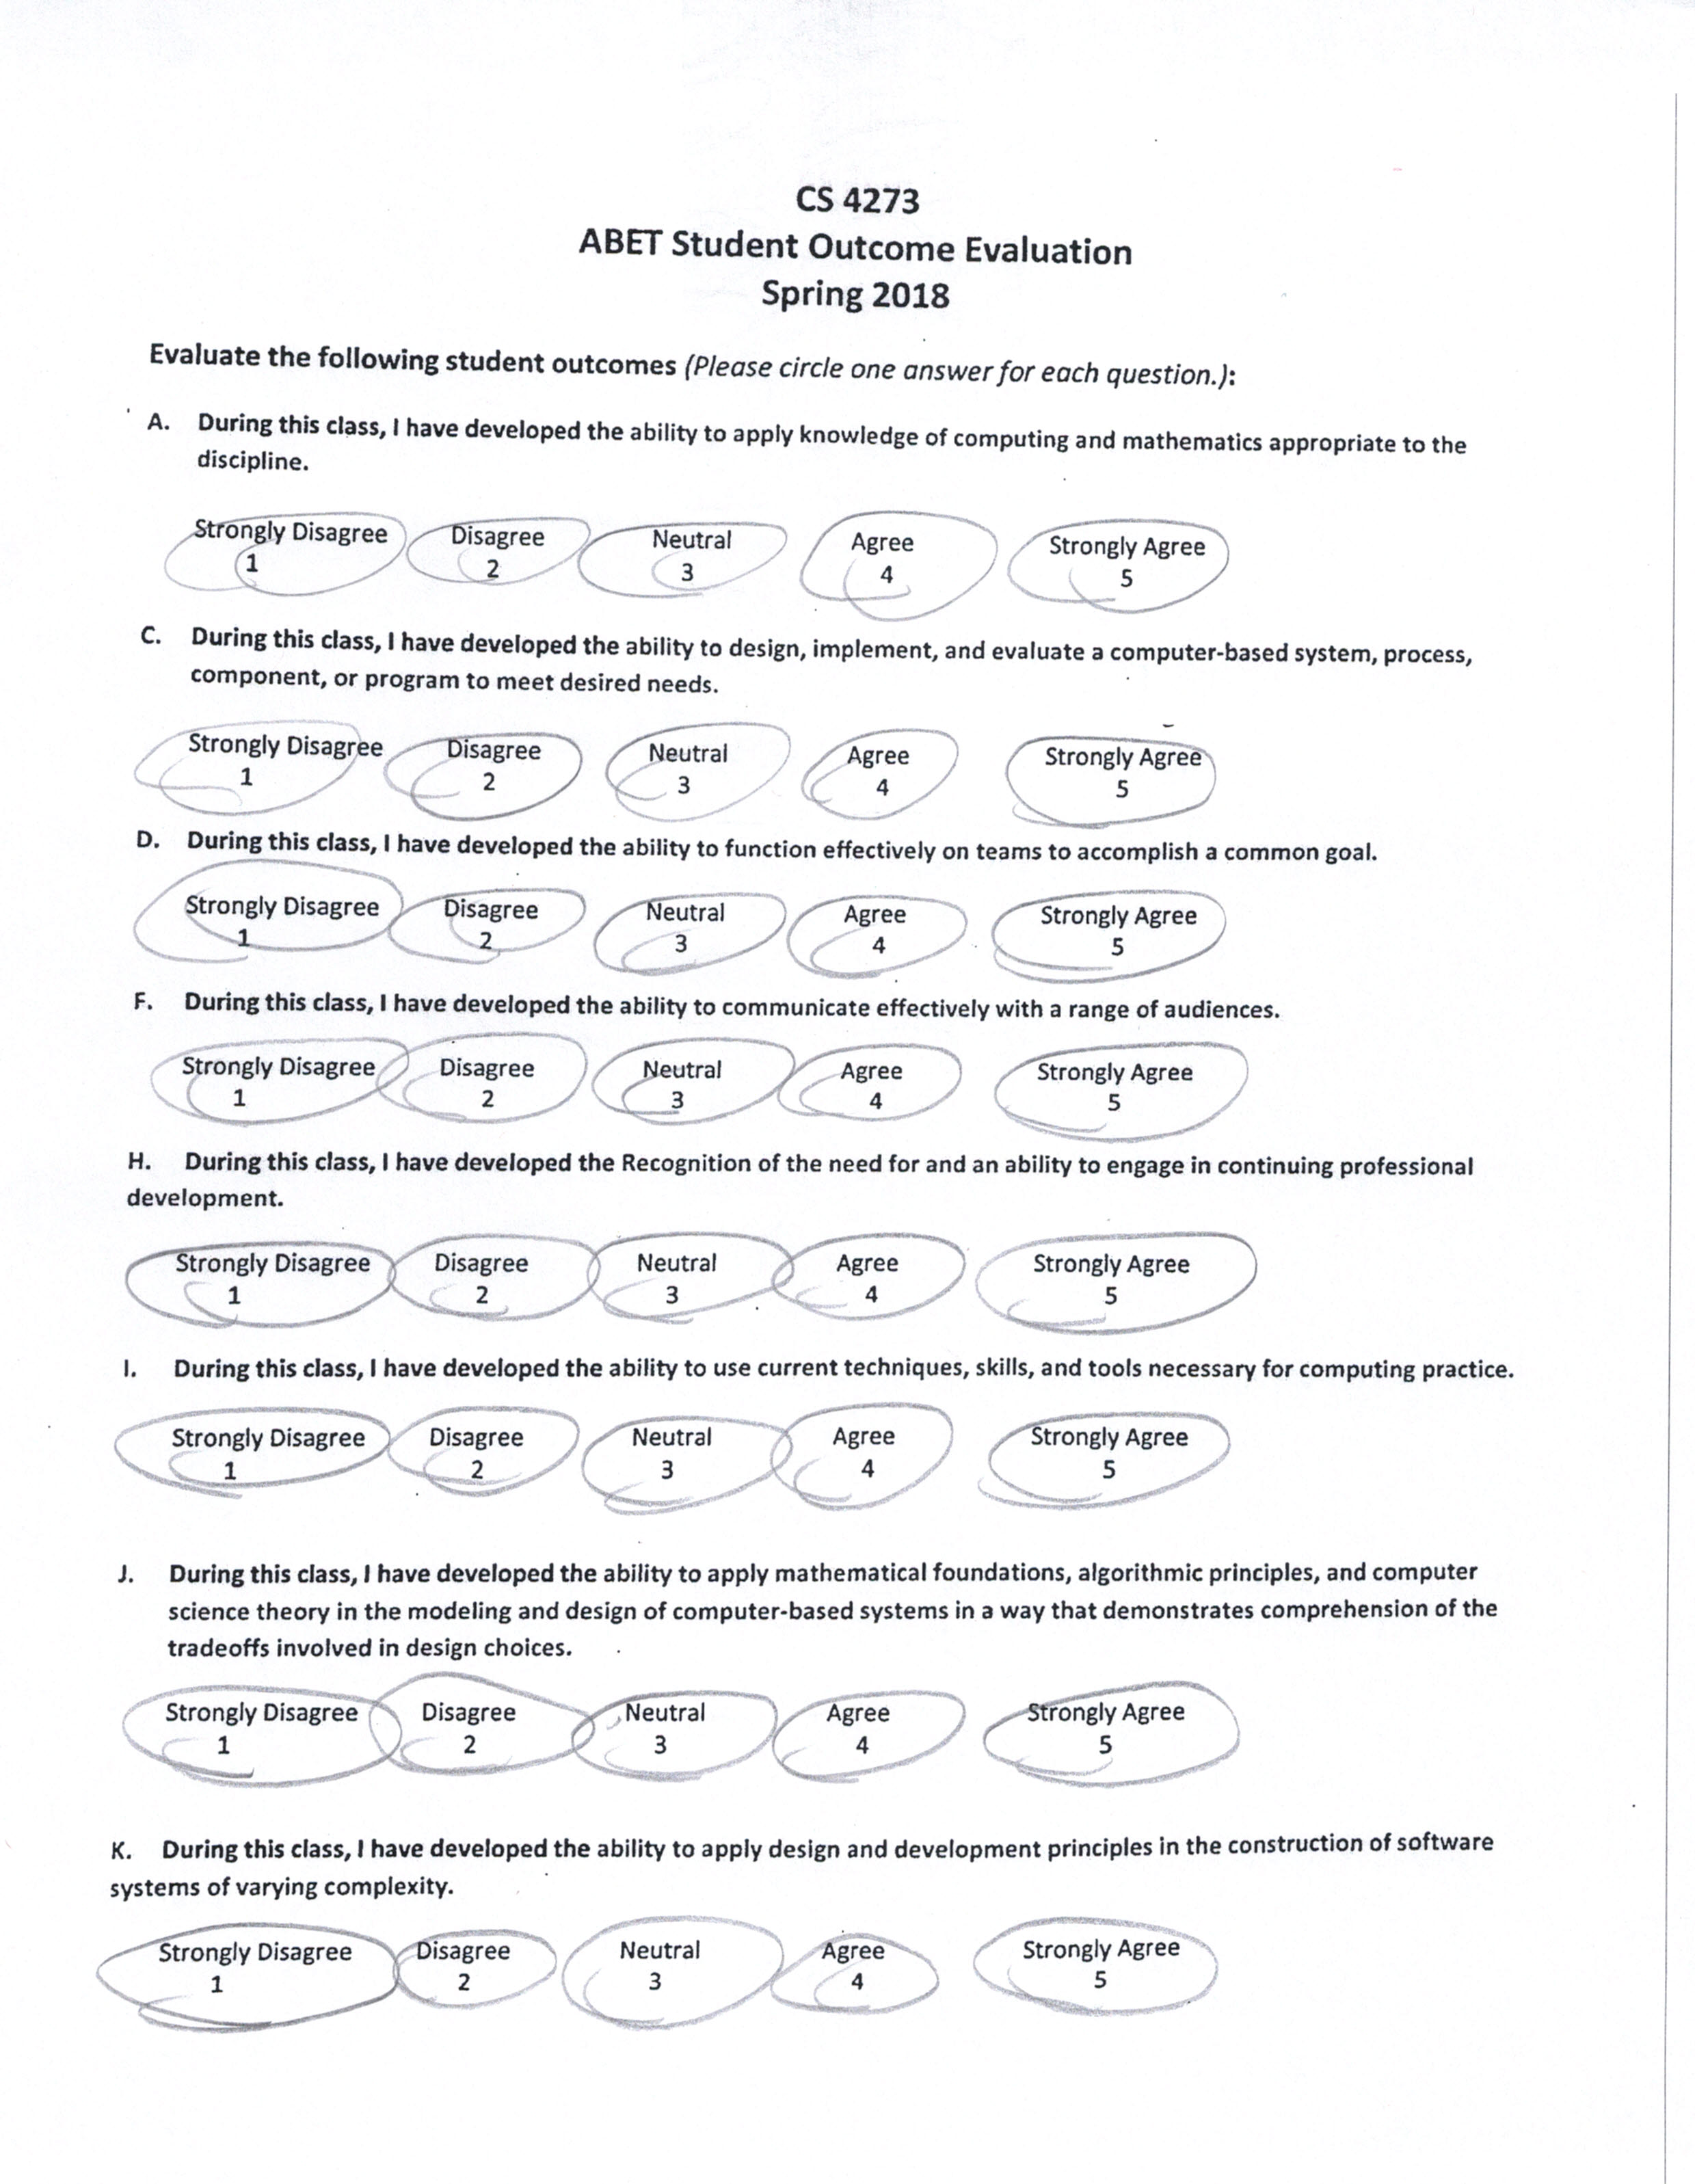 CS 4273
ABET Student Outcome Evaluation
Spring 2018
Evaluate the following student outcomes (Please circle one answer for each question.):
A. During this class, I have developed the ability to apply knowledge of computing and mathematics appropriate to the
discipline.
Strongly Disagree Disagree Neutral Agree Strongly Agree
1 2 3 4 5
C. During this class, I have developed the ability to design, implement, and evaluate a computer-based system, process,
component, or program to meet desired needs.
Strongly Disagree Disagree Neutral Agree Strongly Agree
1 2 3 4 5
D. During this class, I have developed the ability to function effectively on teams to accomplish a common goal.
Strongly Disagree Disagree Neutral Agree Strongly Agree
1 2 3 4 5
F. During this class, I have developed the ability to communicate effectively with a range of audiences.
Strongly Disagree Disagree Neutral Agree Strongly Agree
1 2 3 4 5
H. During this class, I have developed the Recognition of the need for and an ability to engage in continuing professional
development.
Strongly Disagree Disagree Neutral Agree Strongly Agree
1 2 3 4 5
I. During this class, I have developed the ability to use current techniques, skills, and tools necessary for computing practice.
Strongly Disagree Disagree Neutral Agree Strongly Agree
1 2 3 4 5
J. During this class, I have developed the ability to apply mathematical foundations, algorithmic principles, and computer
science theory in the modeling and design of computer-based systems in a way that demonstrates comprehension of the
tradeoffs involved in design choices.
Strongly Disagree Disagree Neutral Agree Strongly Agree
1 2 3 4 5
K. During this class, I have developed the ability to apply design and development principles in the construction of software
systems of varying complexity.
Strongly Disagree Disagree Neutral Agree Strongly Agree
1 2 3 4 5